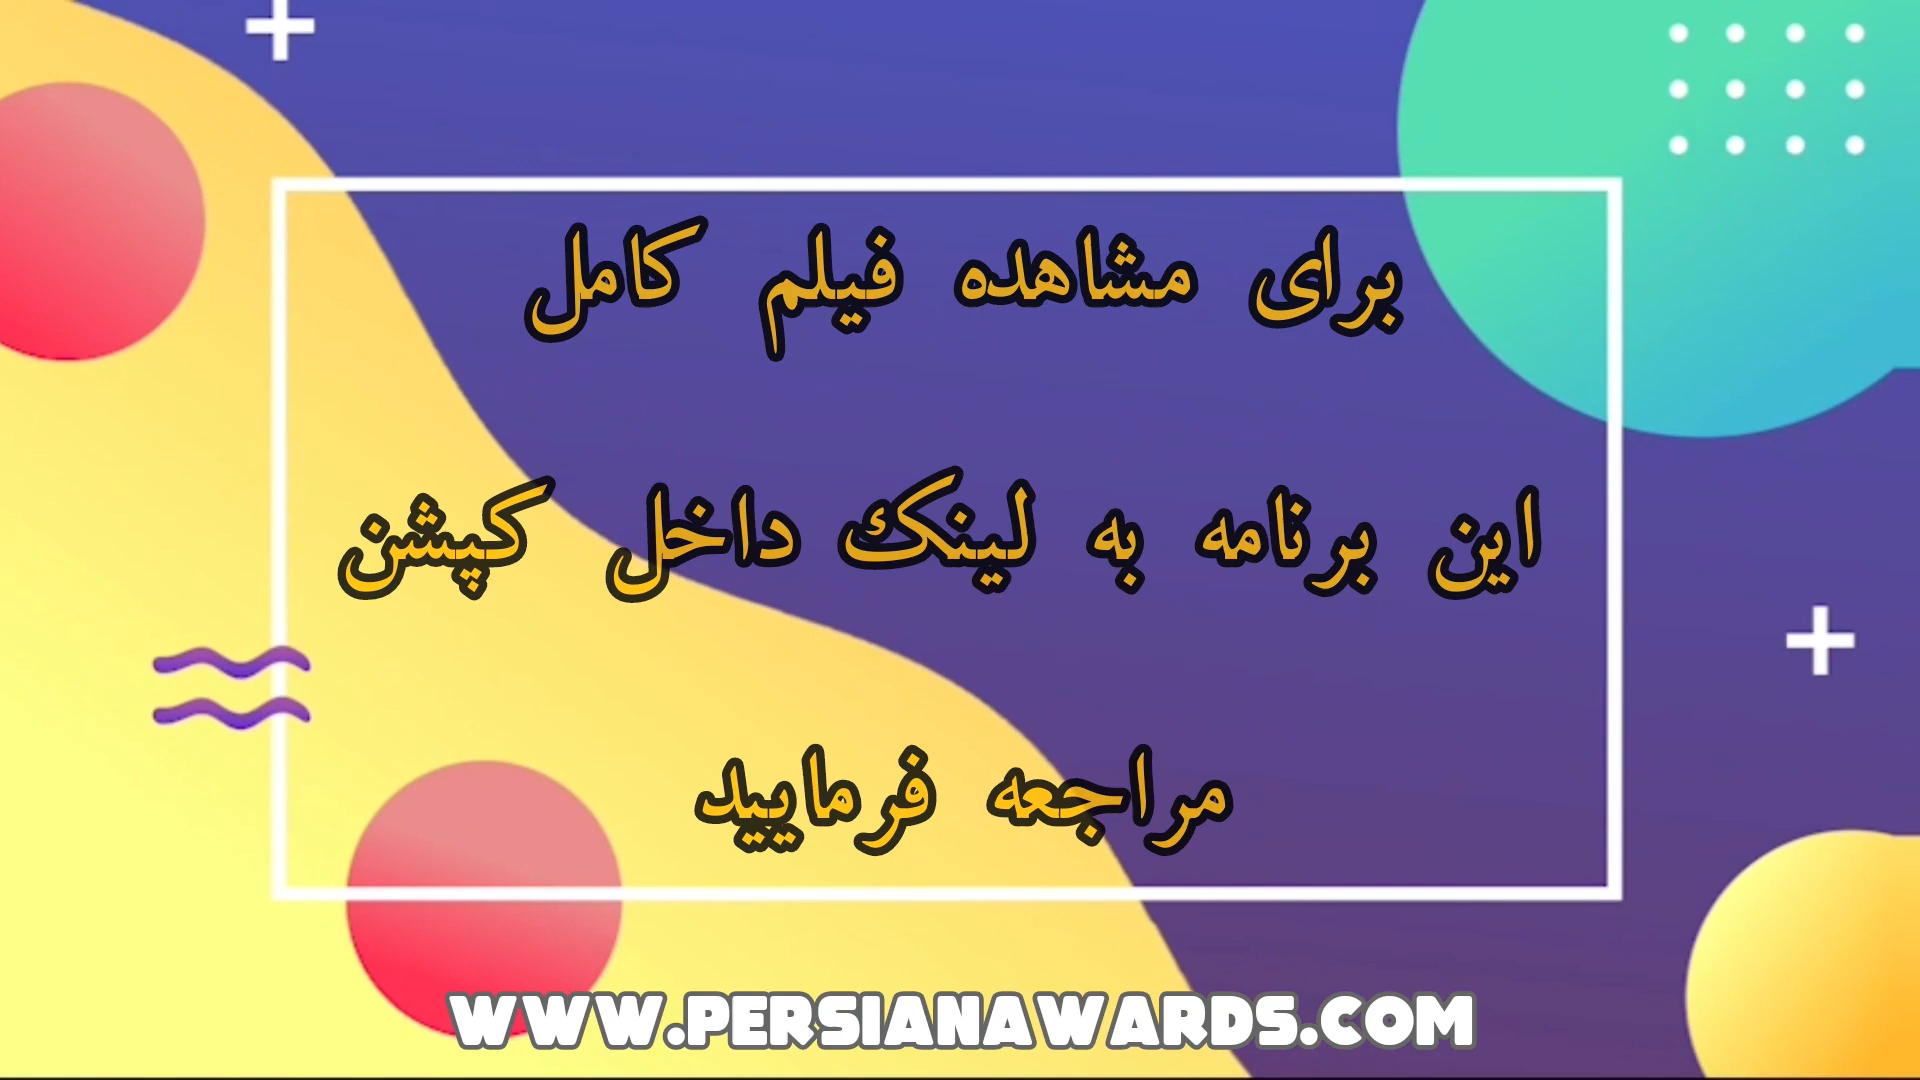 برای مشاهده فیلم کامل
این برنامه به لینک داخل کپشن
مراجعه فرمایید
WWW.PERSIANAWARDS.COM